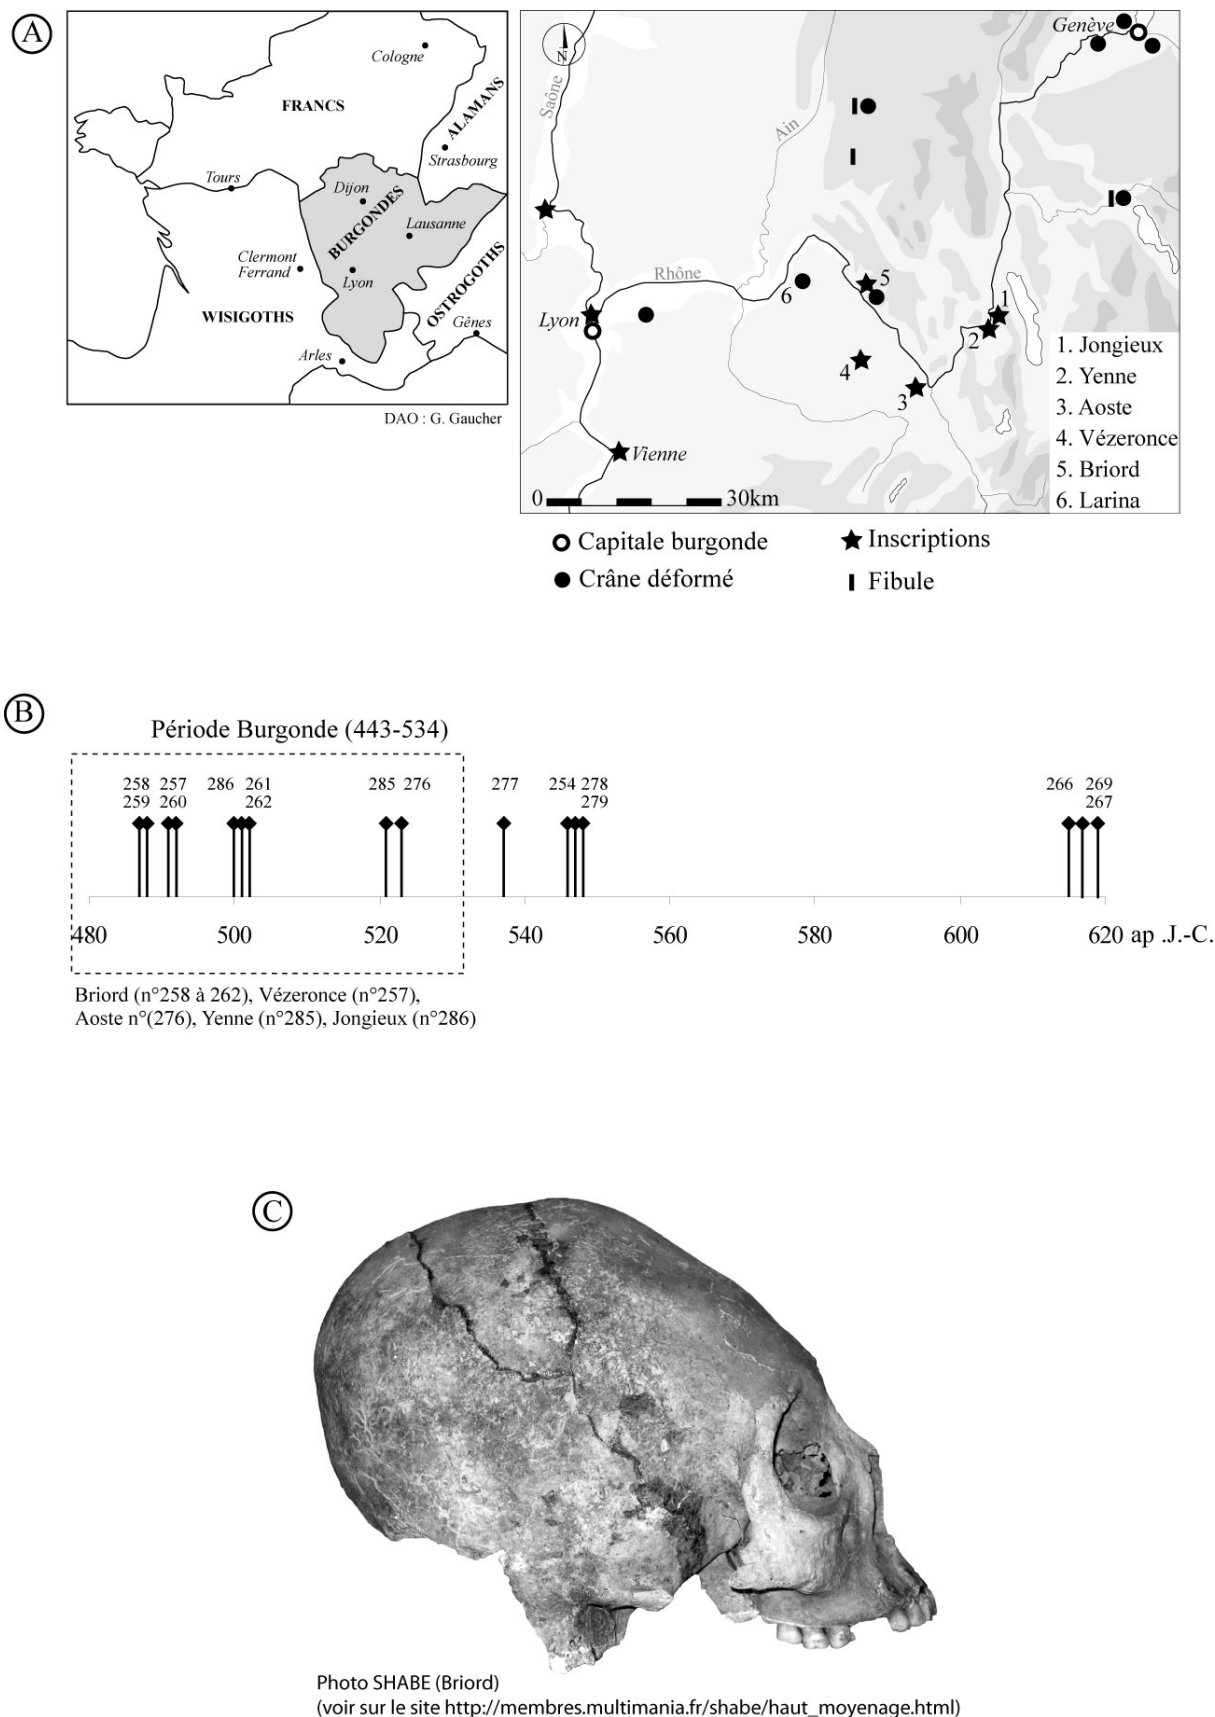 A
Cologne
FRANCS
ALAMANS
Strasbourg
Tours
Dijon
BURGONDES
Lausanne
Clermont
Ferrand
Lyon
OSTROGOTHS
WISIGOTHS
Gênes
Arles
DAO : G. Gaucher
N
Genève
Saône
Ain
Rhône
6
5
1
Lyon
2
4
3
Vienne
0
30km
1. Jongieux
2. Yenne
3. Aoste
4. Vézeronce
5. Briord
6. Larina
Capitale burgonde
Inscriptions
Crâne déformé
Fibule
B
Période Burgonde (443-534)
258 257 286 261 285 276 277 254 278 266 269
259 260 262 279 267
480 500 520 540 560 580 600 620 ap .J.-C.
Briord (n°258 à 262), Vézeronce (n°257),
Aoste n°(276), Yenne (n°285), Jongieux (n°286)
C
Photo SHABE (Briord)
(voir sur le site http://membres.multimania.fr/shabe/haut_moyenage.html)